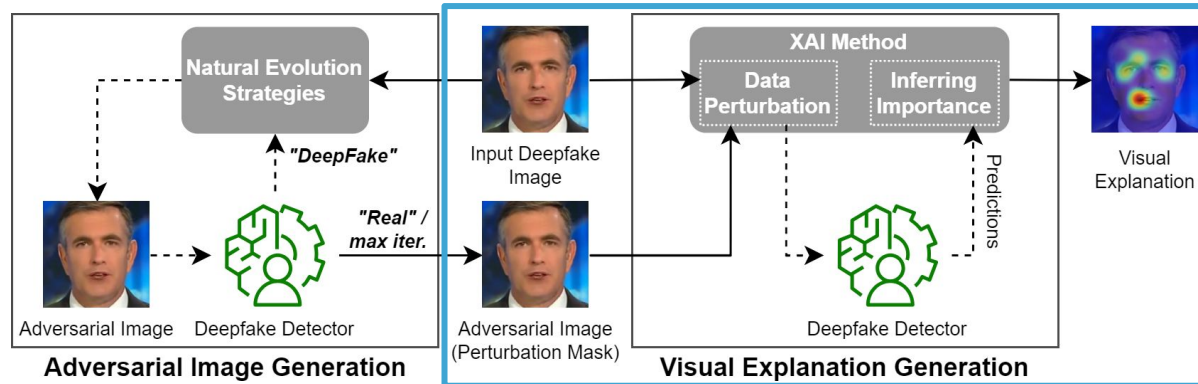 Natural Evolution
Strategies
"DeepFake"
Adversarial Image
Deepfake Detector
"Real" /
max iter.
Adversarial Image Generation
Input Deepfake
Image
Adversarial Image
(Perturbation Mask)
XAI Method
Data
Perturbation
Inferring
Importance
Predictions
Deepfake Detector
Visual
Explanation
Visual Explanation Generation